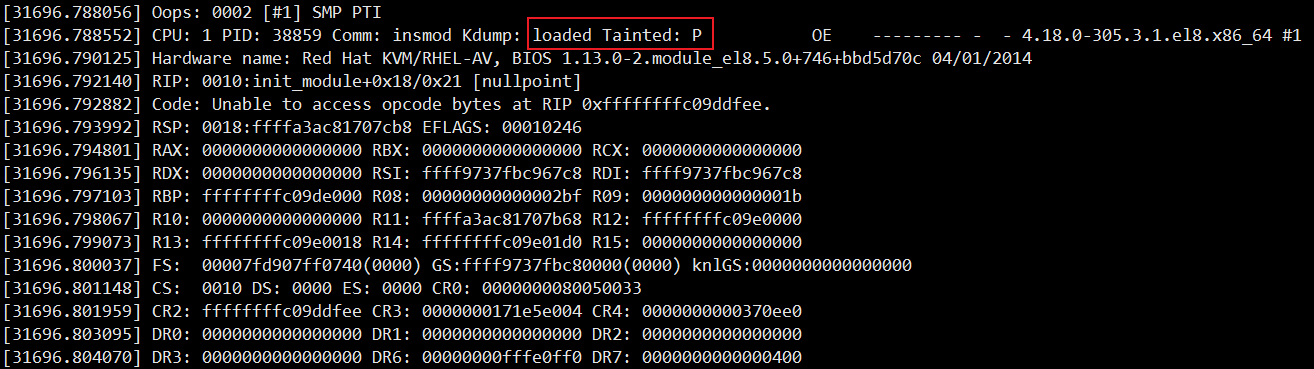 [31696.788056] Oops: 0002 [#1] SMP PTI
[31696.788552] CPU: 1 PID: 38859 Comm: insmod Kdump: loaded Tainted: P           OE    --------- -  - 4.18.0-305.3.1.el8.x86_64 #1
[31696.790125] Hardware name: Red Hat KVM/RHEL-AV, BIOS 1.13.0-2.module_el8.5.0+746+bbd5d70c 04/01/2014
[31696.792140] RIP: 0010:init_module+0x18/0x21 [nullpoint]
[31696.792882] Code: Unable to access opcode bytes at RIP 0xffffffffc09ddfee.
[31696.793992] RSP: 0018:ffffa3ac81707cb8 EFLAGS: 00010246
[31696.794801] RAX: 0000000000000000 RBX: 0000000000000000 RCX: 0000000000000000
[31696.796135] RDX: 0000000000000000 RSI: ffff9737fbc967c8 RDI: ffff9737fbc967c8
[31696.797103] RBP: ffffffffc09de000 R08: 00000000000002bf R09: 000000000000001b
[31696.798067] R10: 0000000000000000 R11: ffffa3ac81707b68 R12: ffffffffc09e0000
[31696.799073] R13: ffffffffc09e0018 R14: ffffffffc09e01d0 R15: 0000000000000000
[31696.800037] FS:  00007fd907ff0740(0000) GS:ffff9737fbc80000(0000) knlGS:0000000000000000
[31696.801148] CS:  0010 DS: 0000 ES: 0000 CR0: 0000000080050033
[31696.801959] CR2: ffffffffc09ddfee CR3: 0000000171e5e004 CR4: 0000000000370ee0
[31696.803095] DR0: 0000000000000000 DR1: 0000000000000000 DR2: 0000000000000000
[31696.804070] DR3: 0000000000000000 DR6: 00000000fffe0ff0 DR7: 0000000000000400